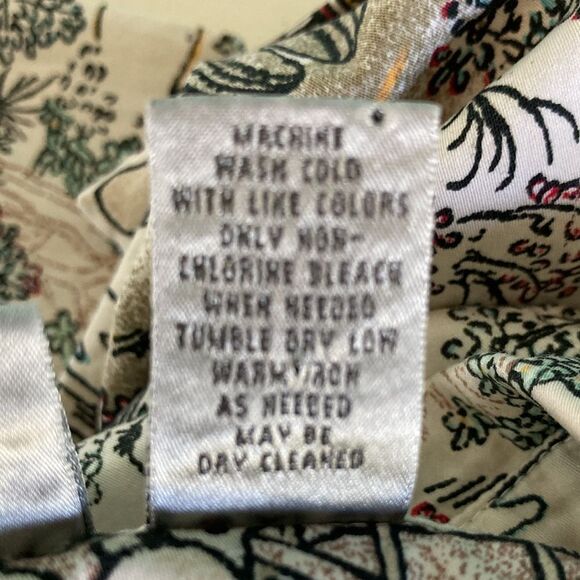 MACHINE
WASH COLD
WITH LIKE COLORS
ONLY NON-
CHLORINE BLEACH
WHEN NEEDED
TUMBLE DRY LOW
WARM IRON
AS NEEDED
MAY BE
DRY CLEANED